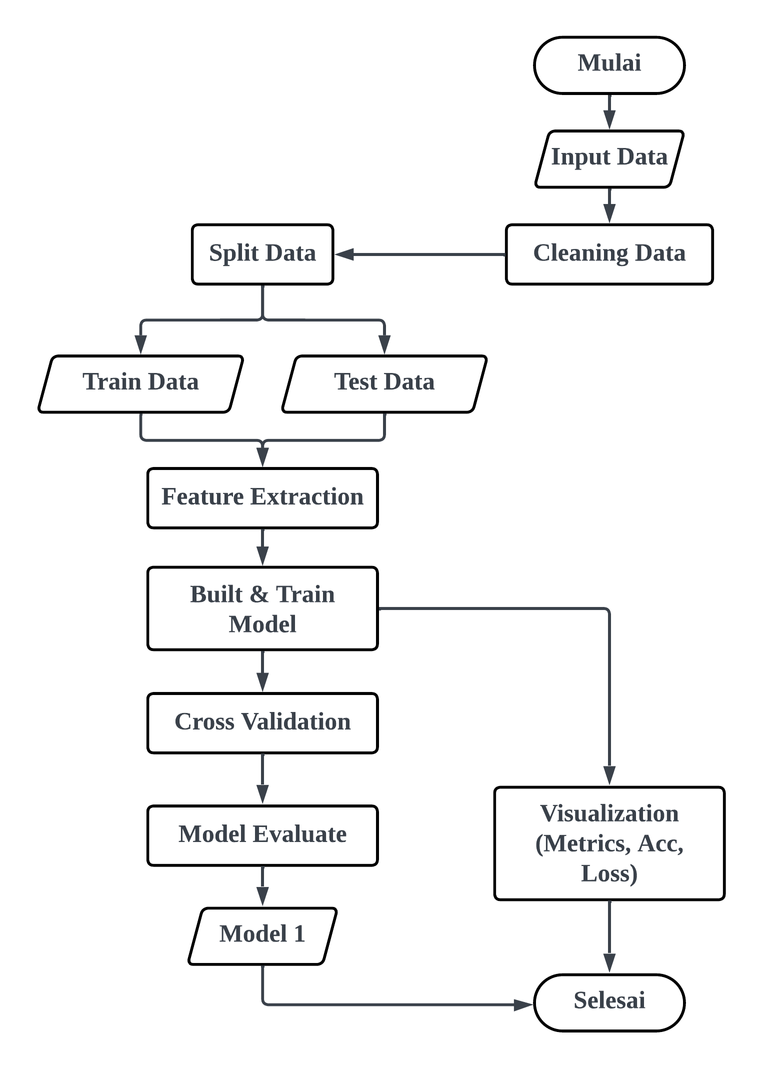 Mulai
Input Data
Cleaning Data
Split Data
Train Data
Test Data
Feature Extraction
Built & Train
Model
Cross Validation
Model Evaluate
Model 1
Visualization
(Metrics, Acc,
Loss)
Selesai